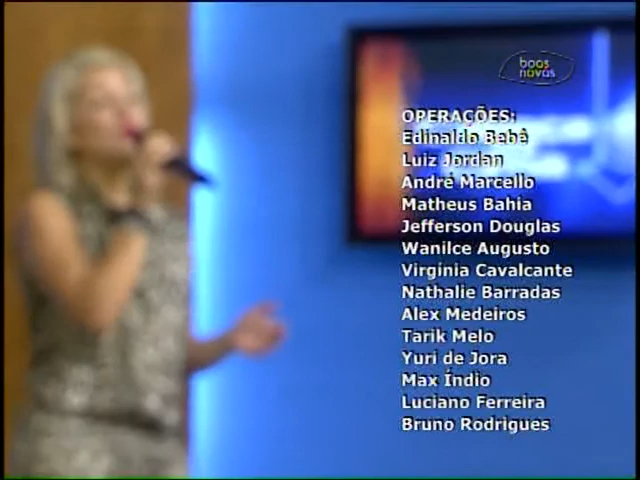 boas
novas
OPERAÇÕES:
Edinaldo Bebê
Luiz Jordan
André Marcello
Matheus Bahia
Jefferson Douglas
Wanilce Augusto
Virginia Cavalcante
Nathalie Barradas
Alex Medeiros
Tarik Melo
Yuri de Jora
Max Índio
Luciano Ferreira
Bruno Rodrigues